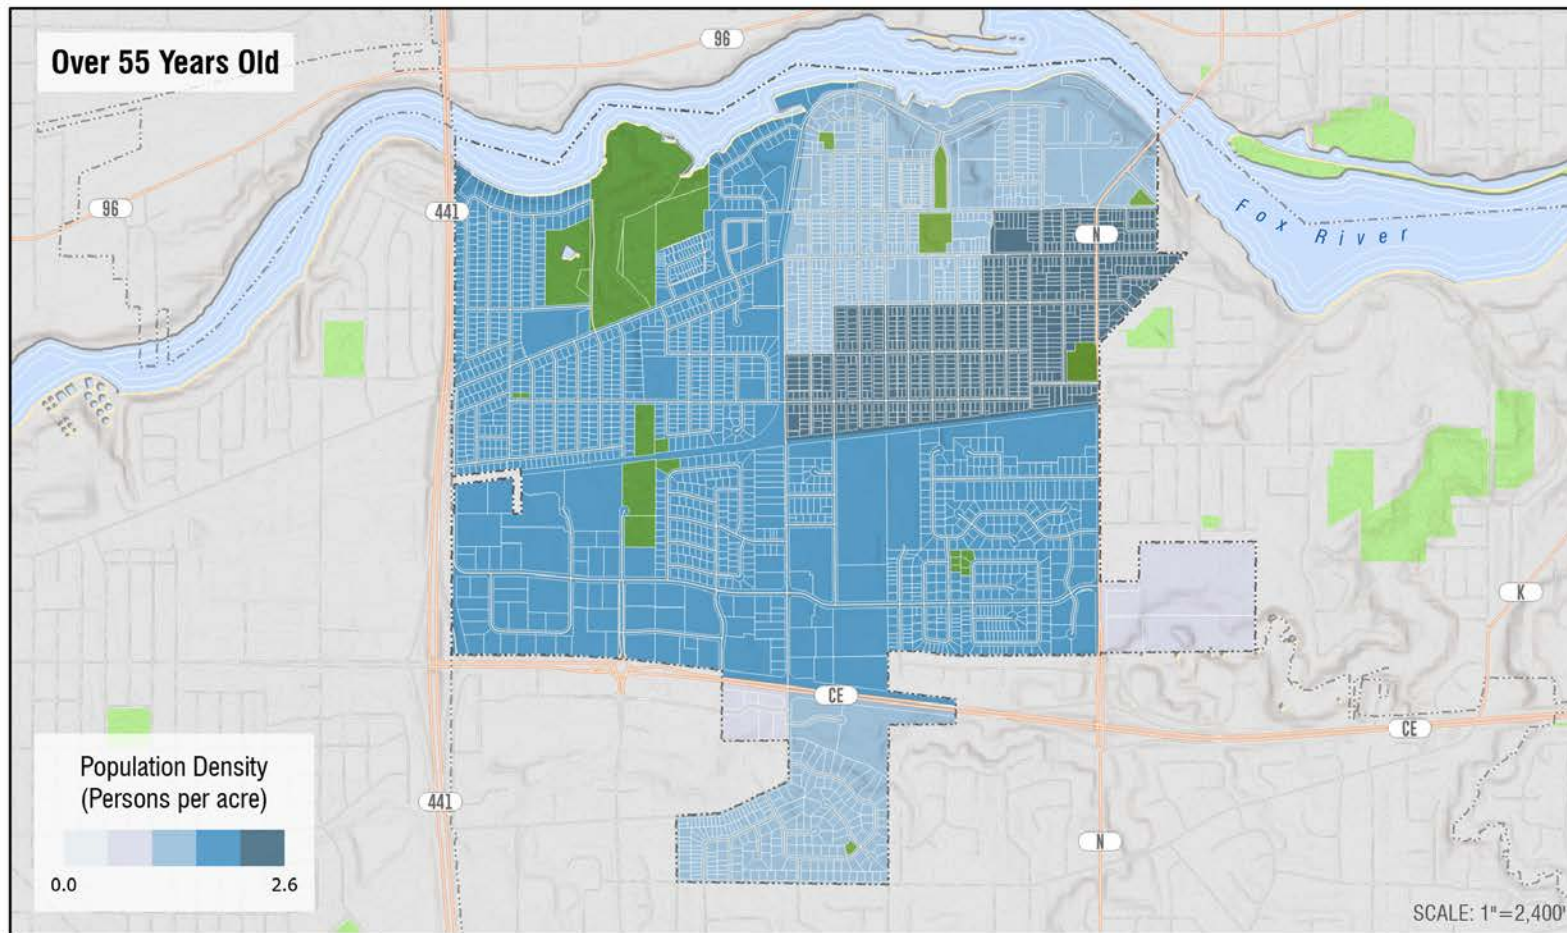 Over 55 Years Old
96
96
441
N
Fox River
K
CE
CE
441
N
Population Density
(Persons per acre)
0.0
2.6
SCALE: 1"=2,400'